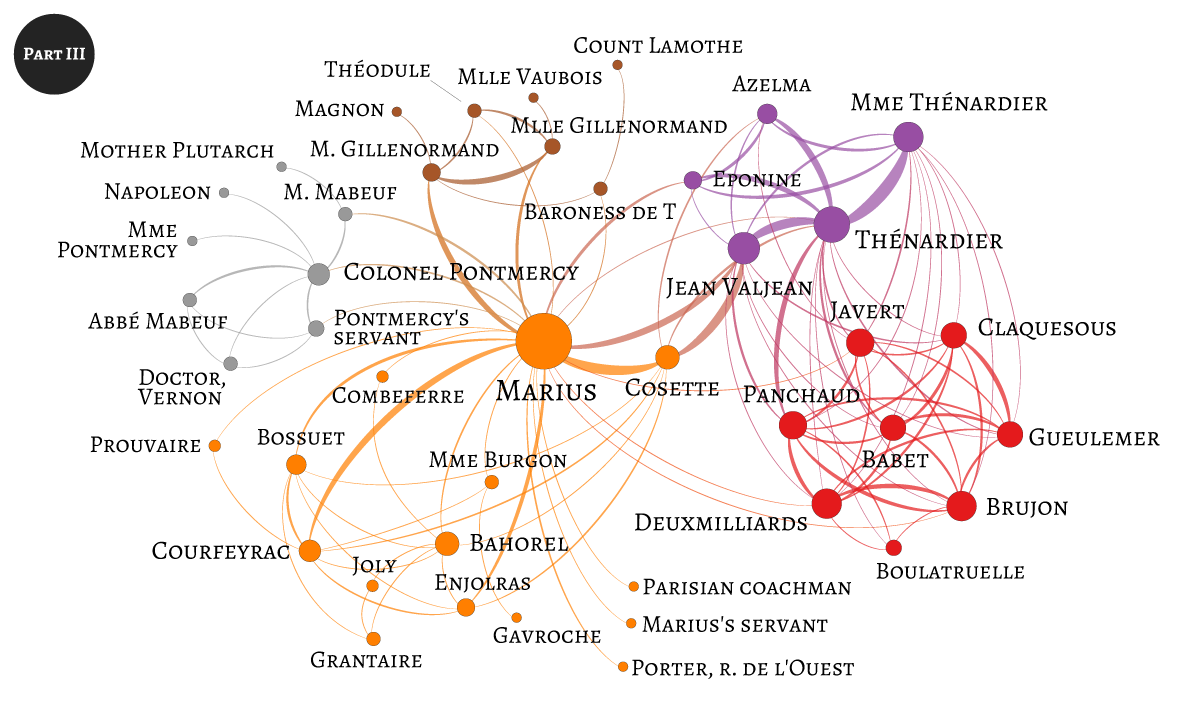 Part III
Count Lamothe
Théodule
Mlle Vaubois
Azelma
Magnon
Mme Thénardier
Mlle Gillenormand
M. Gillenormand
Mother Plutarch
Eponine
Napoleon
M. Mabeuf
Baroness de T
Mme
Pontmercy
Thénardier
Colonel Pontmercy
Jean Valjean
Abbé Mabeuf
Pontmercy's
servant
Javert
Claquesous
Doctor,
Vernon
Combeferre
Marius
Cosette
Panchaud
Prouvaire
Bossuet
Gueulemer
Mme Burgon
Babet
Brujon
Deuxmilliards
Courfeyrac
Bahorel
Joly
Boulatruelle
Enjolras
Parisian coachman
Gavroche
Marius's servant
Grantaire
Porter, r. de l'Ouest